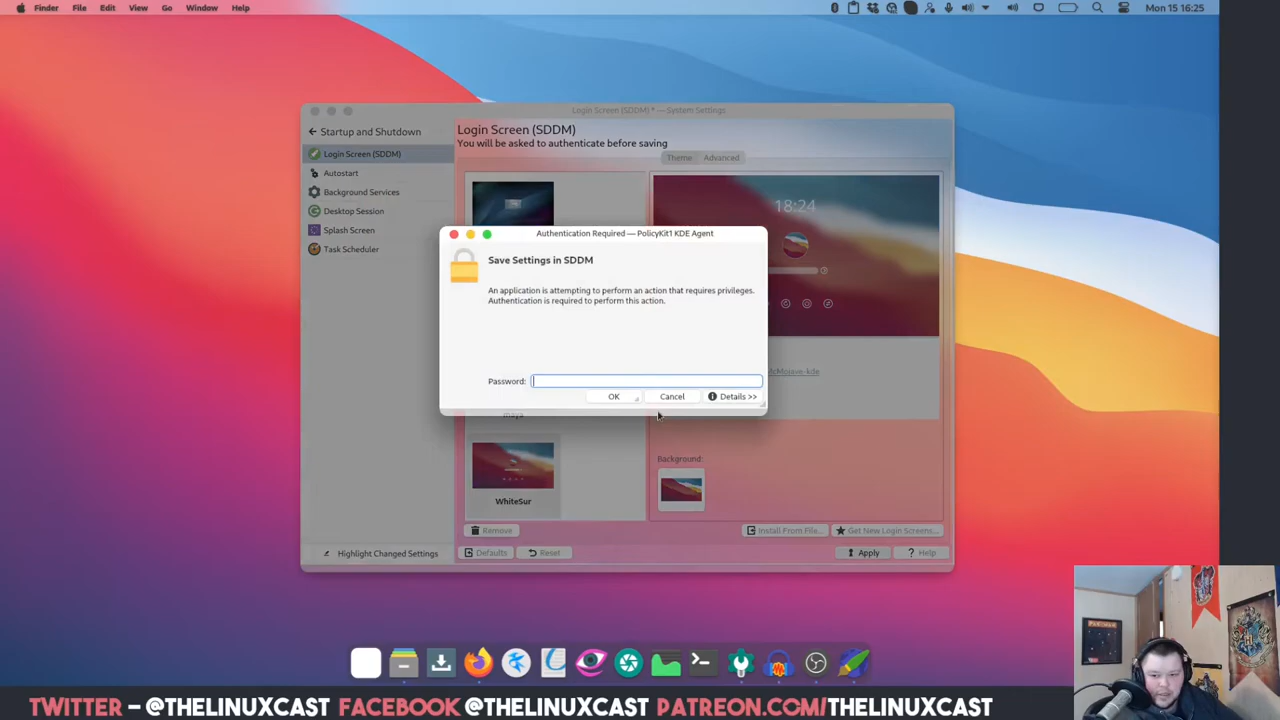 Finder File Edit View Go Window Help
Mon 15 16:25
Login Screen (SDDM) * — System Settings
Startup and Shutdown
Login Screen (SDDM)
Autostart
Background Services
Desktop Session
Splash Screen
Task Scheduler
Highlight Changed Settings
Login Screen (SDDM)
You will be asked to authenticate before saving
Theme Advanced
18:24
Authentication Required — PolicyKit1 KDE Agent
Save Settings in SDDM
An application is attempting to perform an action that requires privileges.
Authentication is required to perform this action.
Password:
OK Cancel Details >>
McMojave-kde
maya
WhiteSur
Background:
Remove
Install From File...
Get New Login Screens...
Defaults
Reset
Apply
Help
TWITTER – @THELINUXCAST FACEBOOK @THELINUXCAST PATREON.COM/THELINUXCAST